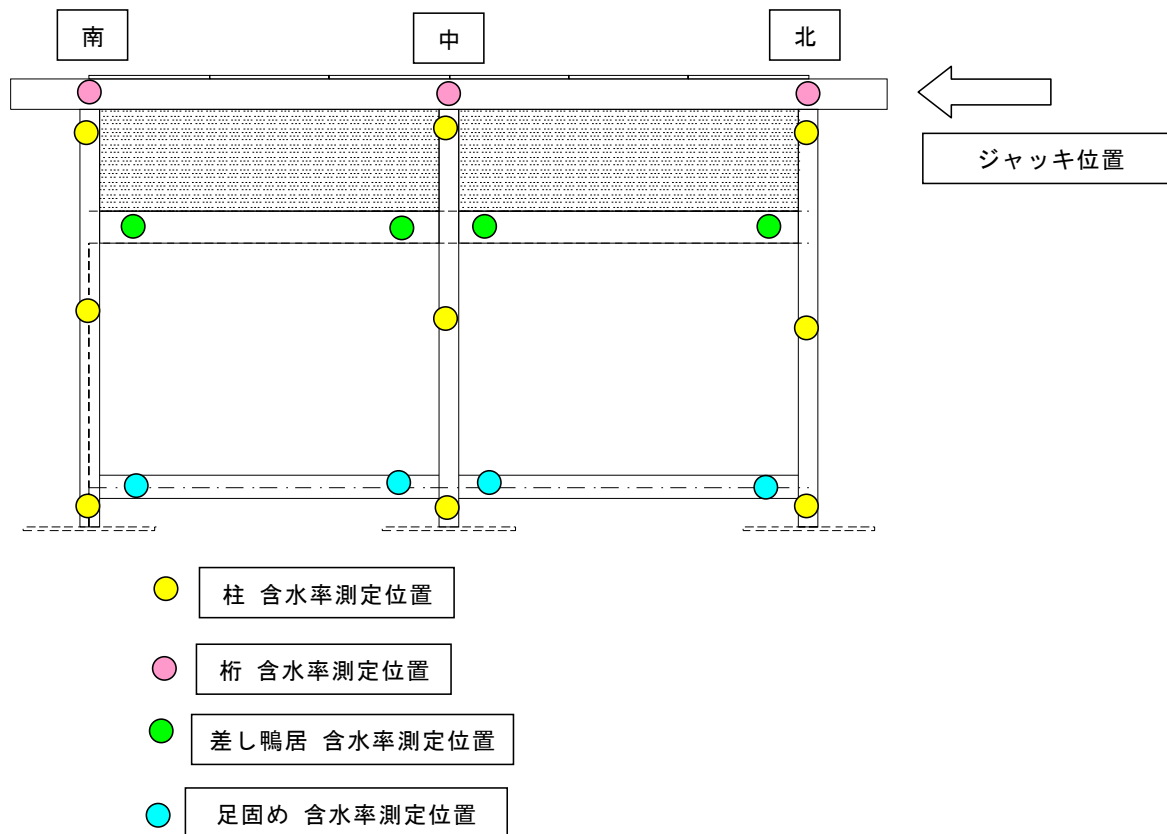 南
中
北
ジャッキ位置
柱 含水率測定位置
桁 含水率測定位置
差し鴨居 含水率測定位置
足固め 含水率測定位置